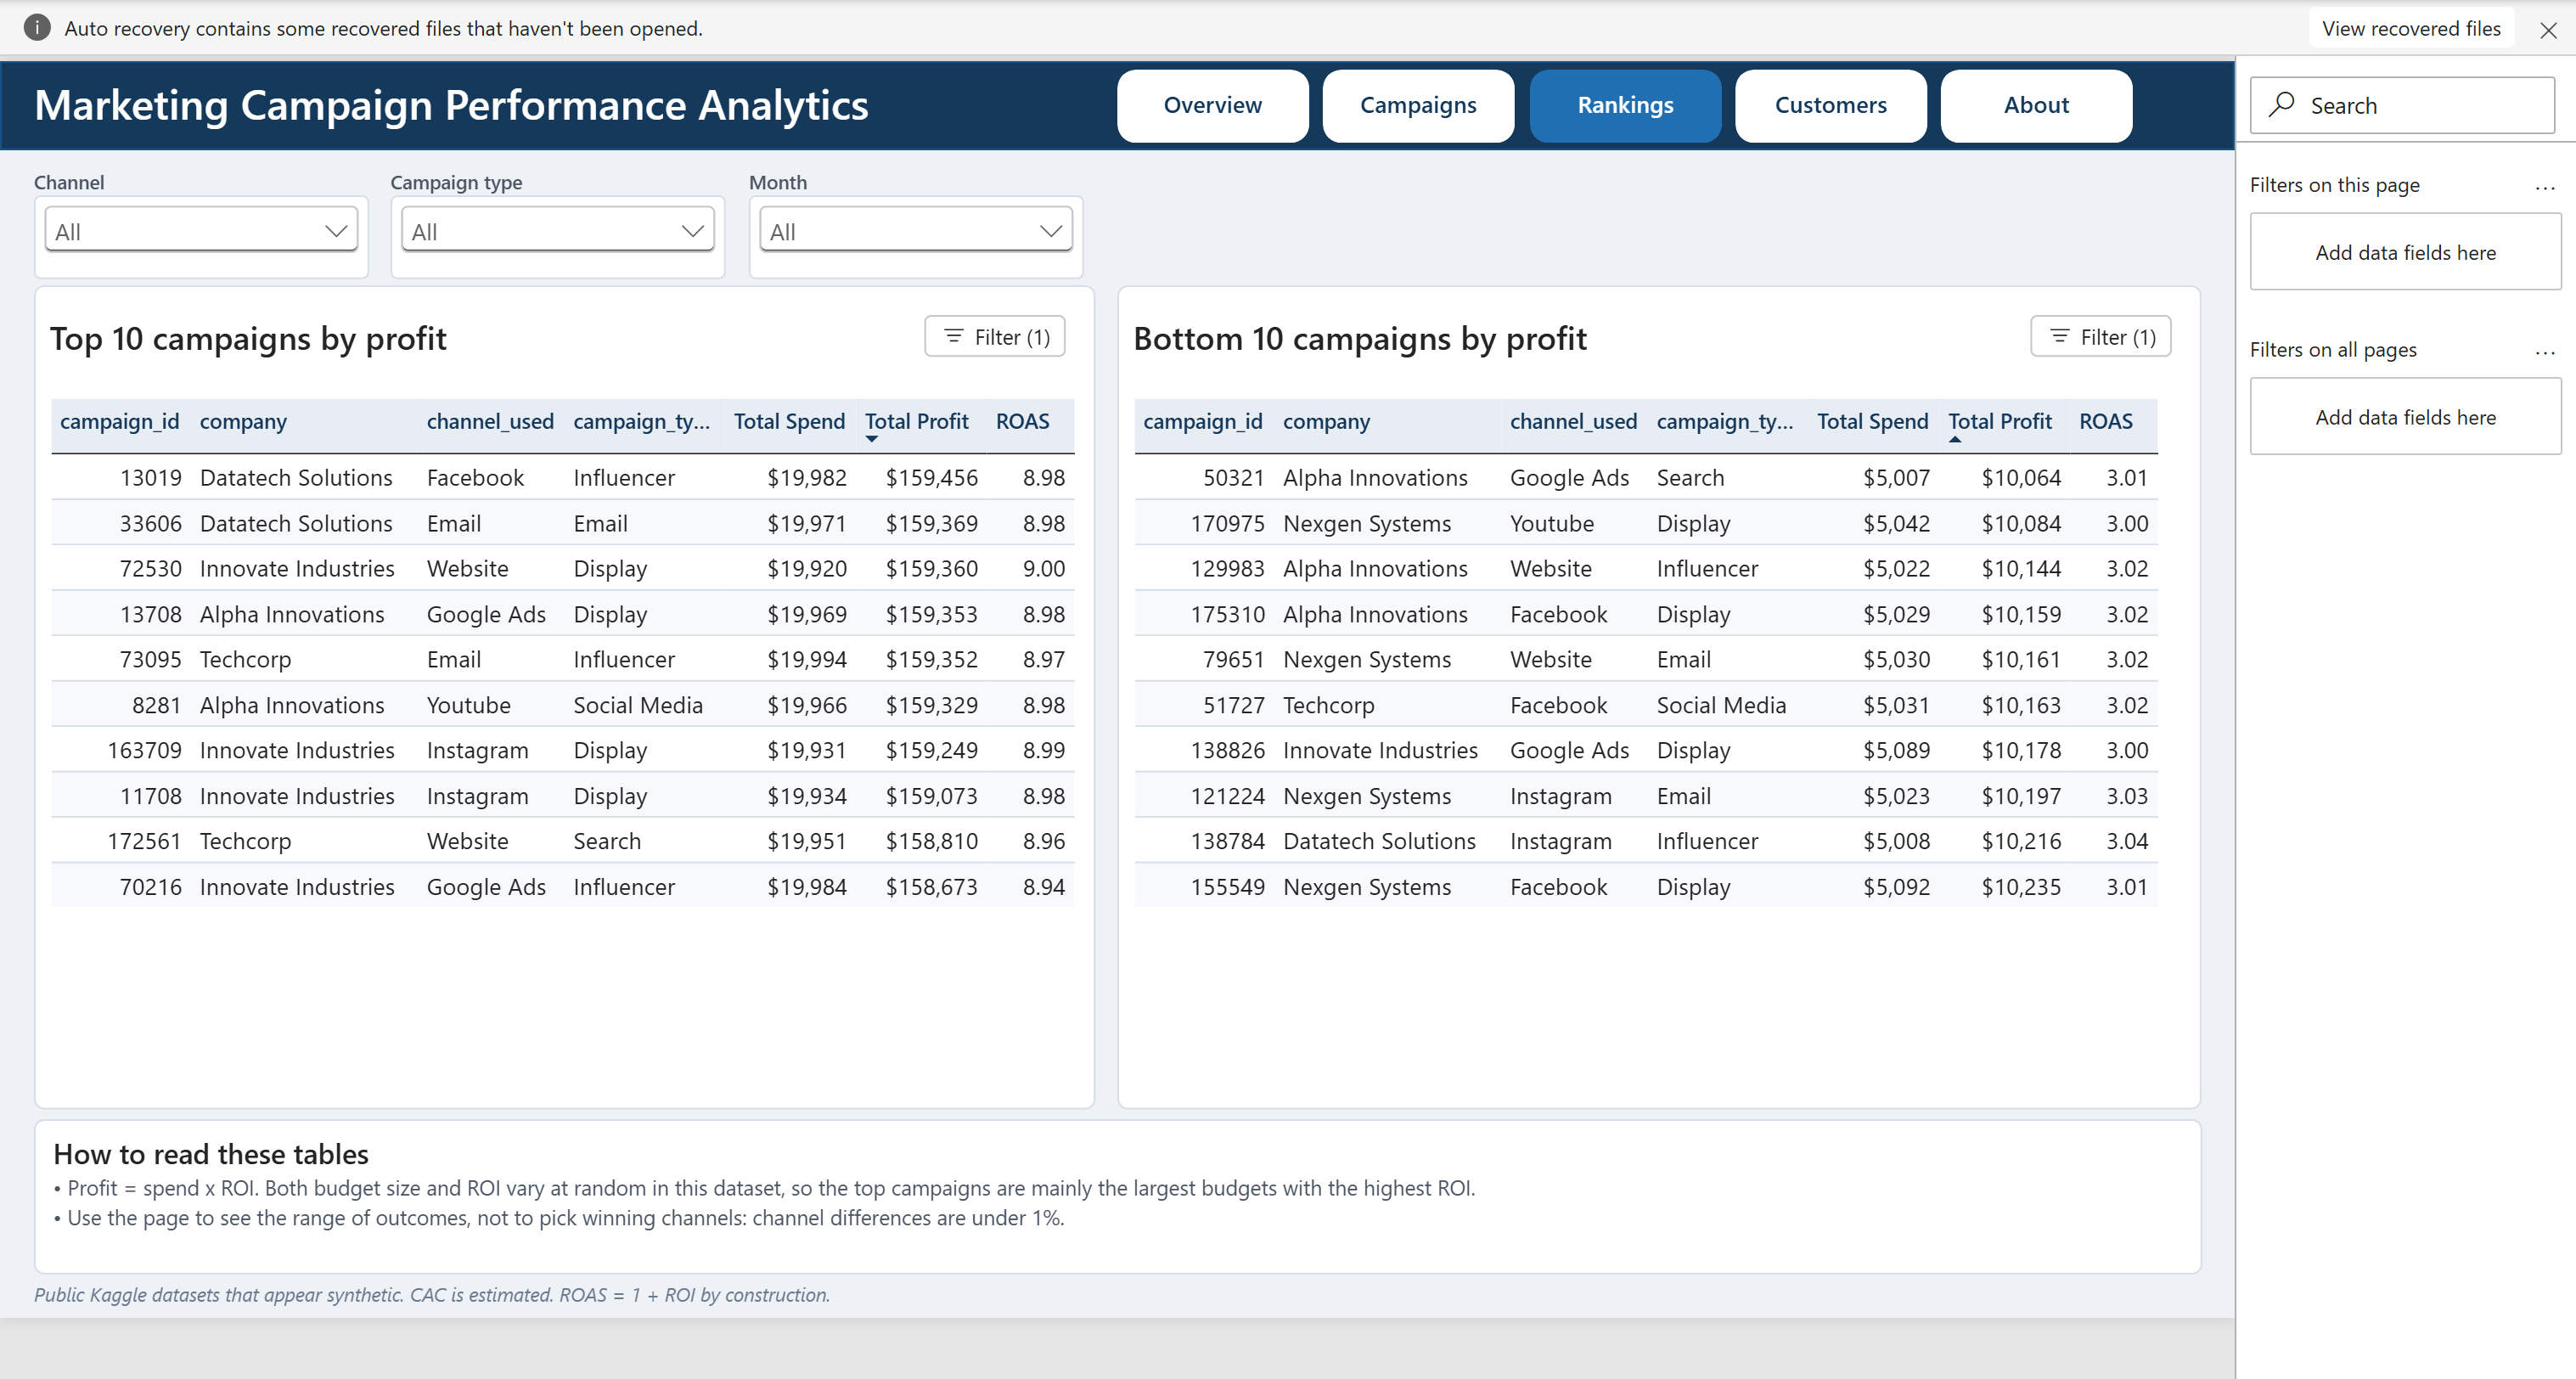 Auto recovery contains some recovered files that haven't been opened. View recovered files
Marketing Campaign Performance Analytics Overview Campaigns Rankings Customers About
Search
Channel Campaign type Month
All All All
Filters on this page ...
Add data fields here
Filters on all pages ...
Add data fields here
Top 10 campaigns by profit Filter (1)
campaign_id company channel_used campaign_ty... Total Spend Total Profit ROAS
13019 Datatech Solutions Facebook Influencer $19,982 $159,456 8.98
33606 Datatech Solutions Email Email $19,971 $159,369 8.98
72530 Innovate Industries Website Display $19,920 $159,360 9.00
13708 Alpha Innovations Google Ads Display $19,969 $159,353 8.98
73095 Techcorp Email Influencer $19,994 $159,352 8.97
8281 Alpha Innovations Youtube Social Media $19,966 $159,329 8.98
163709 Innovate Industries Instagram Display $19,931 $159,249 8.99
11708 Innovate Industries Instagram Display $19,934 $159,073 8.98
172561 Techcorp Website Search $19,951 $158,810 8.96
70216 Innovate Industries Google Ads Influencer $19,984 $158,673 8.94
Bottom 10 campaigns by profit Filter (1)
campaign_id company channel_used campaign_ty... Total Spend Total Profit ROAS
50321 Alpha Innovations Google Ads Search $5,007 $10,064 3.01
170975 Nexgen Systems Youtube Display $5,042 $10,084 3.00
129983 Alpha Innovations Website Influencer $5,022 $10,144 3.02
175310 Alpha Innovations Facebook Display $5,029 $10,159 3.02
79651 Nexgen Systems Website Email $5,030 $10,161 3.02
51727 Techcorp Facebook Social Media $5,031 $10,163 3.02
138826 Innovate Industries Google Ads Display $5,089 $10,178 3.00
121224 Nexgen Systems Instagram Email $5,023 $10,197 3.03
138784 Datatech Solutions Instagram Influencer $5,008 $10,216 3.04
155549 Nexgen Systems Facebook Display $5,092 $10,235 3.01
How to read these tables
• Profit = spend x ROI. Both budget size and ROI vary at random in this dataset, so the top campaigns are mainly the largest budgets with the highest ROI.
• Use the page to see the range of outcomes, not to pick winning channels: channel differences are under 1%.
Public Kaggle datasets that appear synthetic. CAC is estimated. ROAS = 1 + ROI by construction.